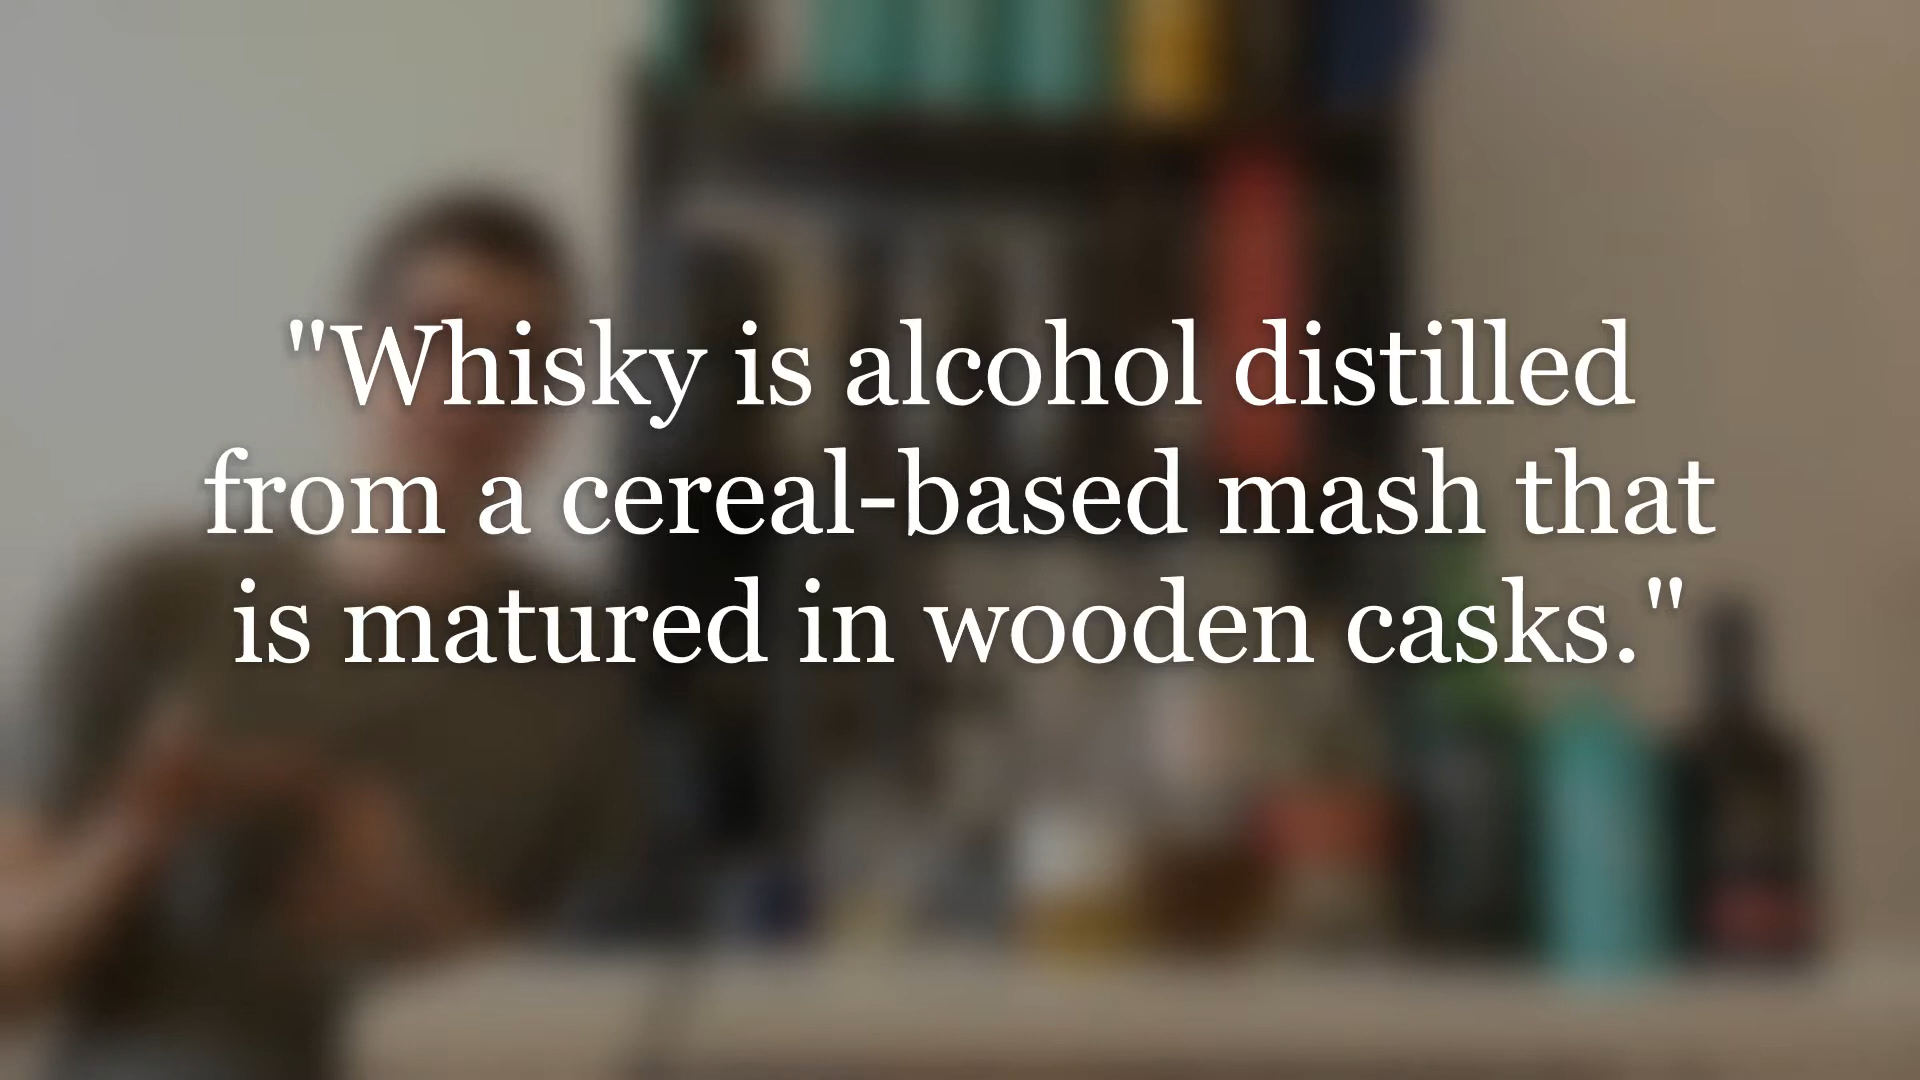 "Whisky is alcohol distilled
from a cereal-based mash that
is matured in wooden casks."